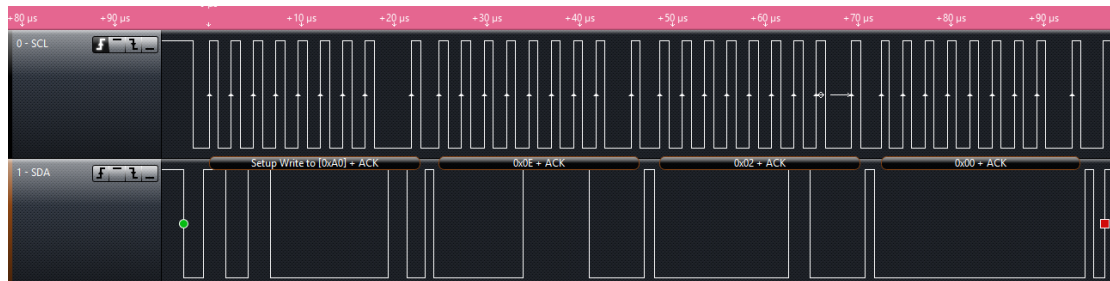 +80 µs +90 µs +10 µs +20 µs +30 µs +40 µs +50 µs +60 µs +70 µs +80 µs +90 µs
0 - SCL
Setup Write to [0xA0] + ACK 0x0E + ACK 0x02 + ACK 0x00 + ACK
1 - SDA